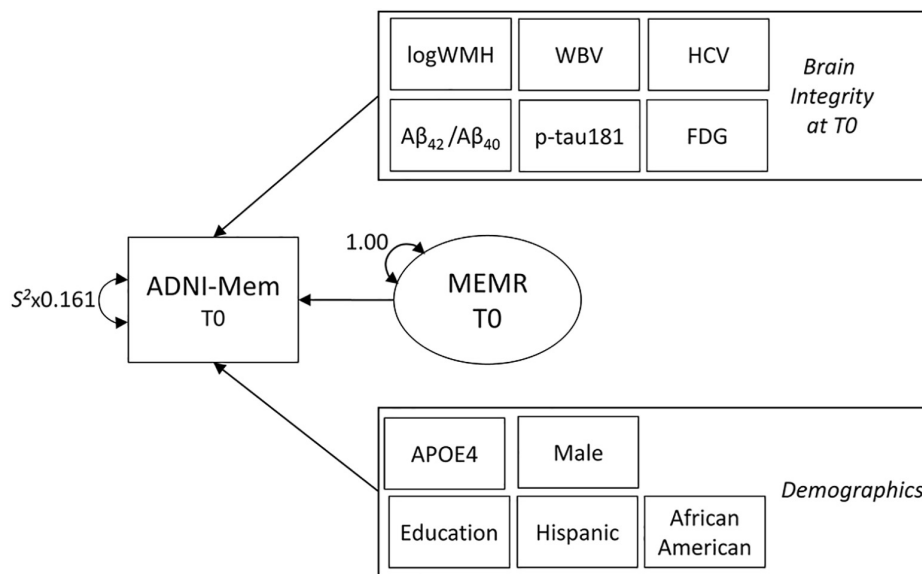 logWMH
WBV
HCV
Brain
Integrity
at T0
Aβ₄₂/Aβ₄₀
p-tau181
FDG
1.00
ADNI-Mem
T0
MEMR
T0
S²x0.161
APOE4
Male
Demographics
Education
Hispanic
African
American